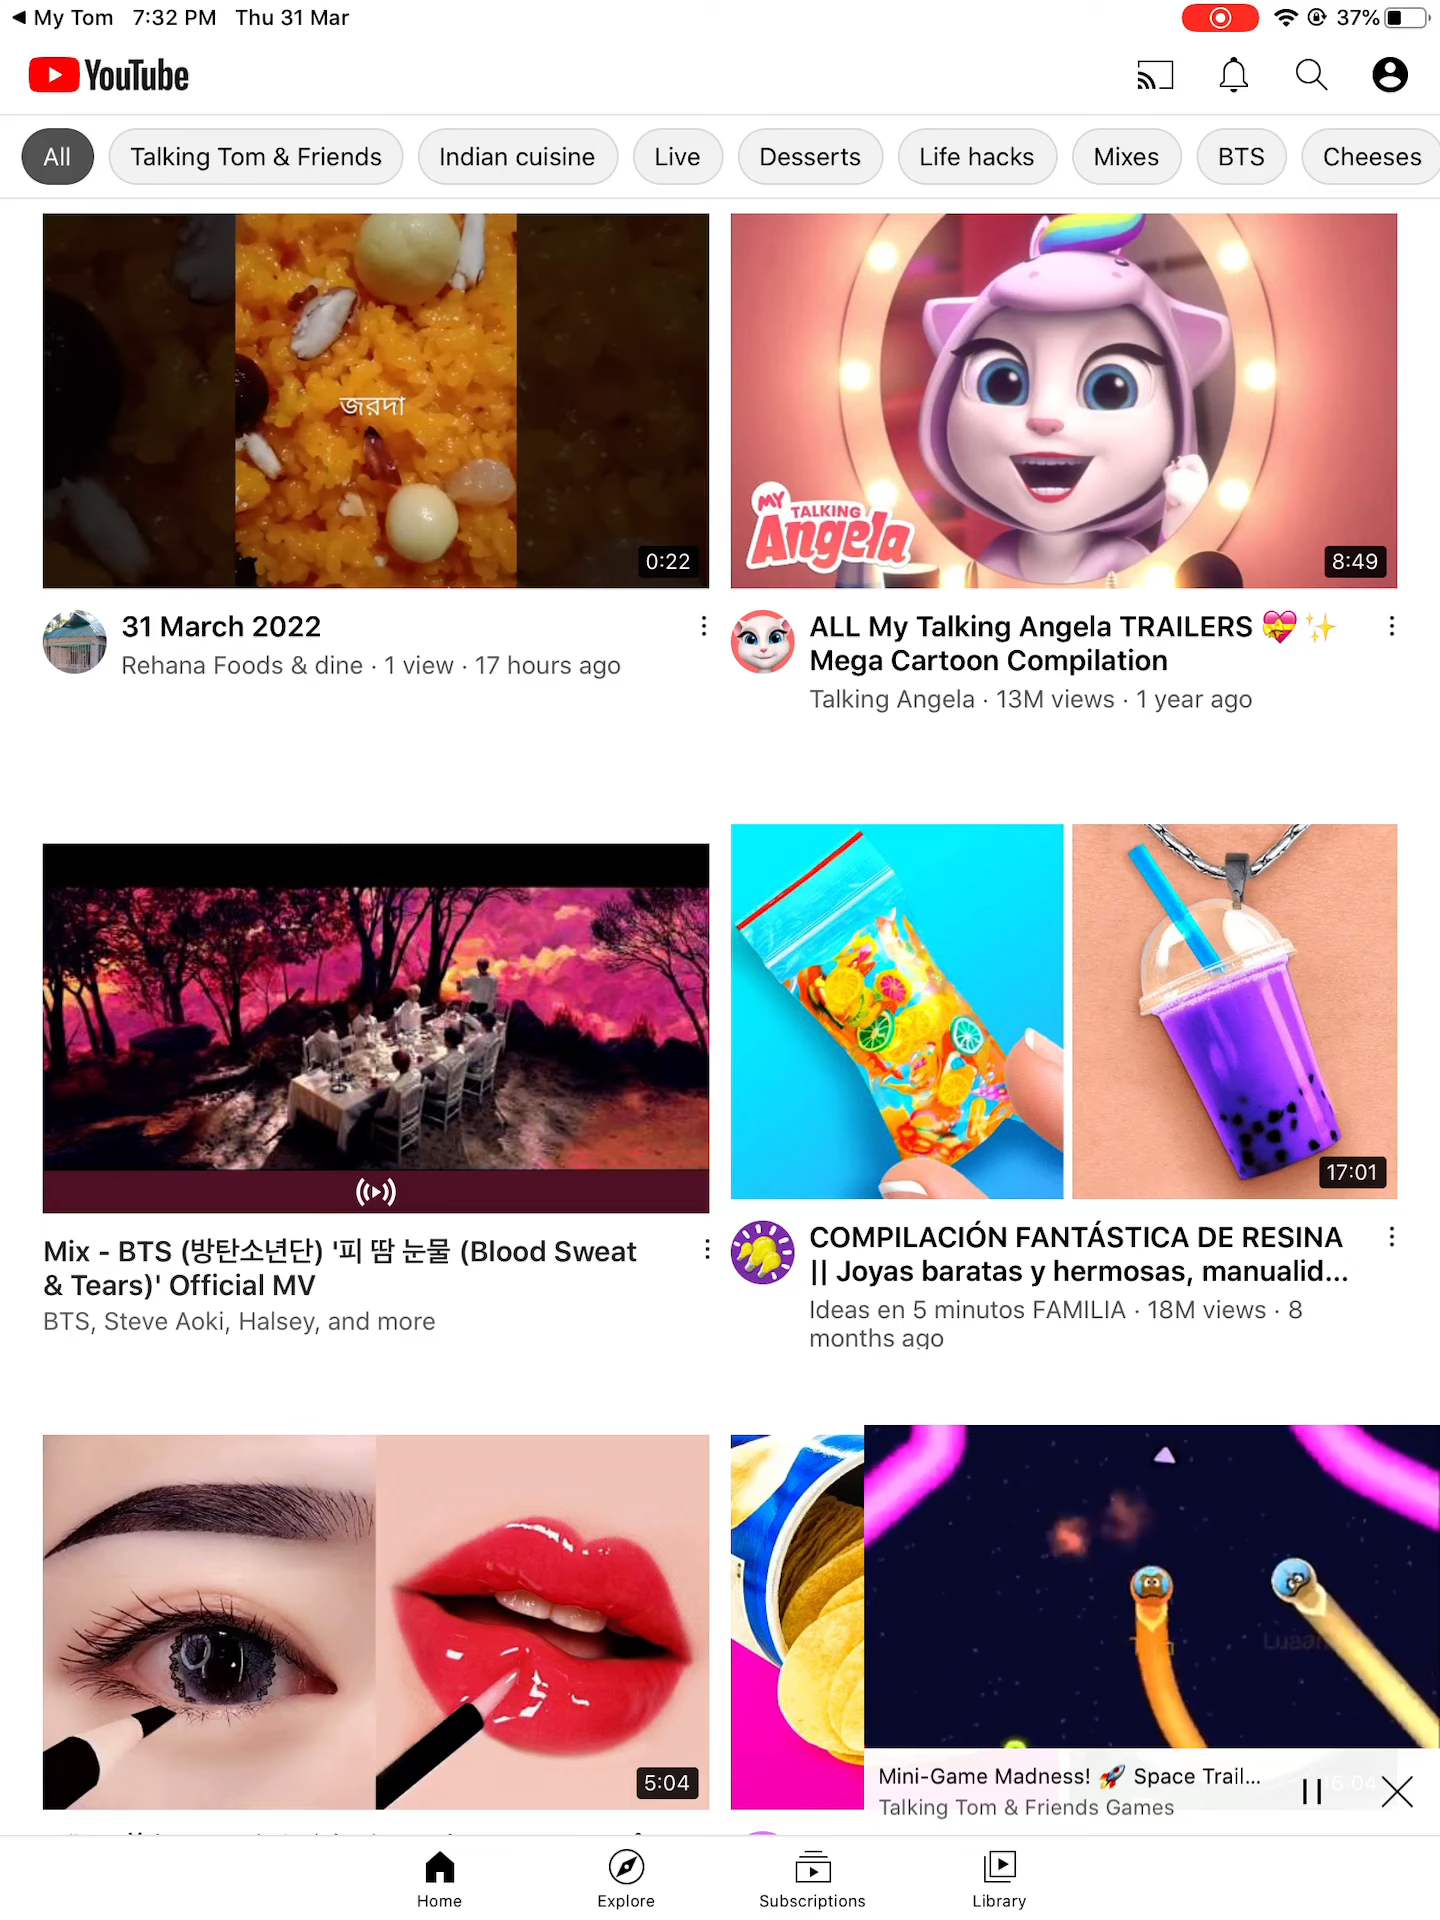 My Tom 7:32 PM Thu 31 Mar 37%
YouTube
All Talking Tom & Friends Indian cuisine Live Desserts Life hacks Mixes BTS Cheeses
জরদা
0:22
MY TALKING Angela
8:49
31 March 2022
Rehana Foods & dine · 1 view · 17 hours ago
ALL My Talking Angela TRAILERS 💝 ✨
Mega Cartoon Compilation
Talking Angela · 13M views · 1 year ago
17:01
Mix - BTS (방탄소년단) '피 땀 눈물 (Blood Sweat
& Tears)' Official MV
BTS, Steve Aoki, Halsey, and more
COMPILACIÓN FANTÁSTICA DE RESINA
|| Joyas baratas y hermosas, manualid...
Ideas en 5 minutos FAMILIA · 18M views · 8
months ago
5:04
Mini-Game Madness! 🚀 Space Trail...
Talking Tom & Friends Games
6:04
Home Explore Subscriptions Library